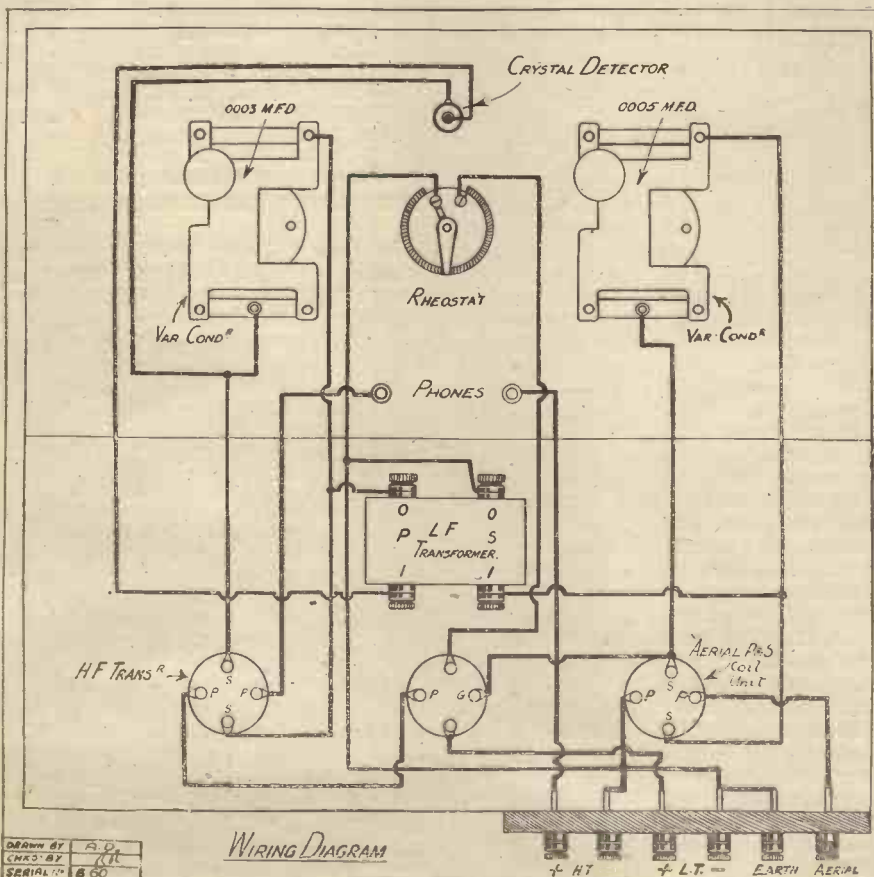 CRYSTAL DETECTOR
0003 M.F.D
0005 M.F.D.
RHEOSTAT
VAR COND^R
VAR COND^R
PHONES
O O
P LF S
TRANSFORMER.
I I
HF TRANS^R
AERIAL P&S
COIL
UNIT
S
P P
S
P G
S
P P
S
WIRING DIAGRAM
DRAWN BY A.D.
CHKD BY
SERIAL Nº B 60
+ HT + L.T. - EARTH AERIAL